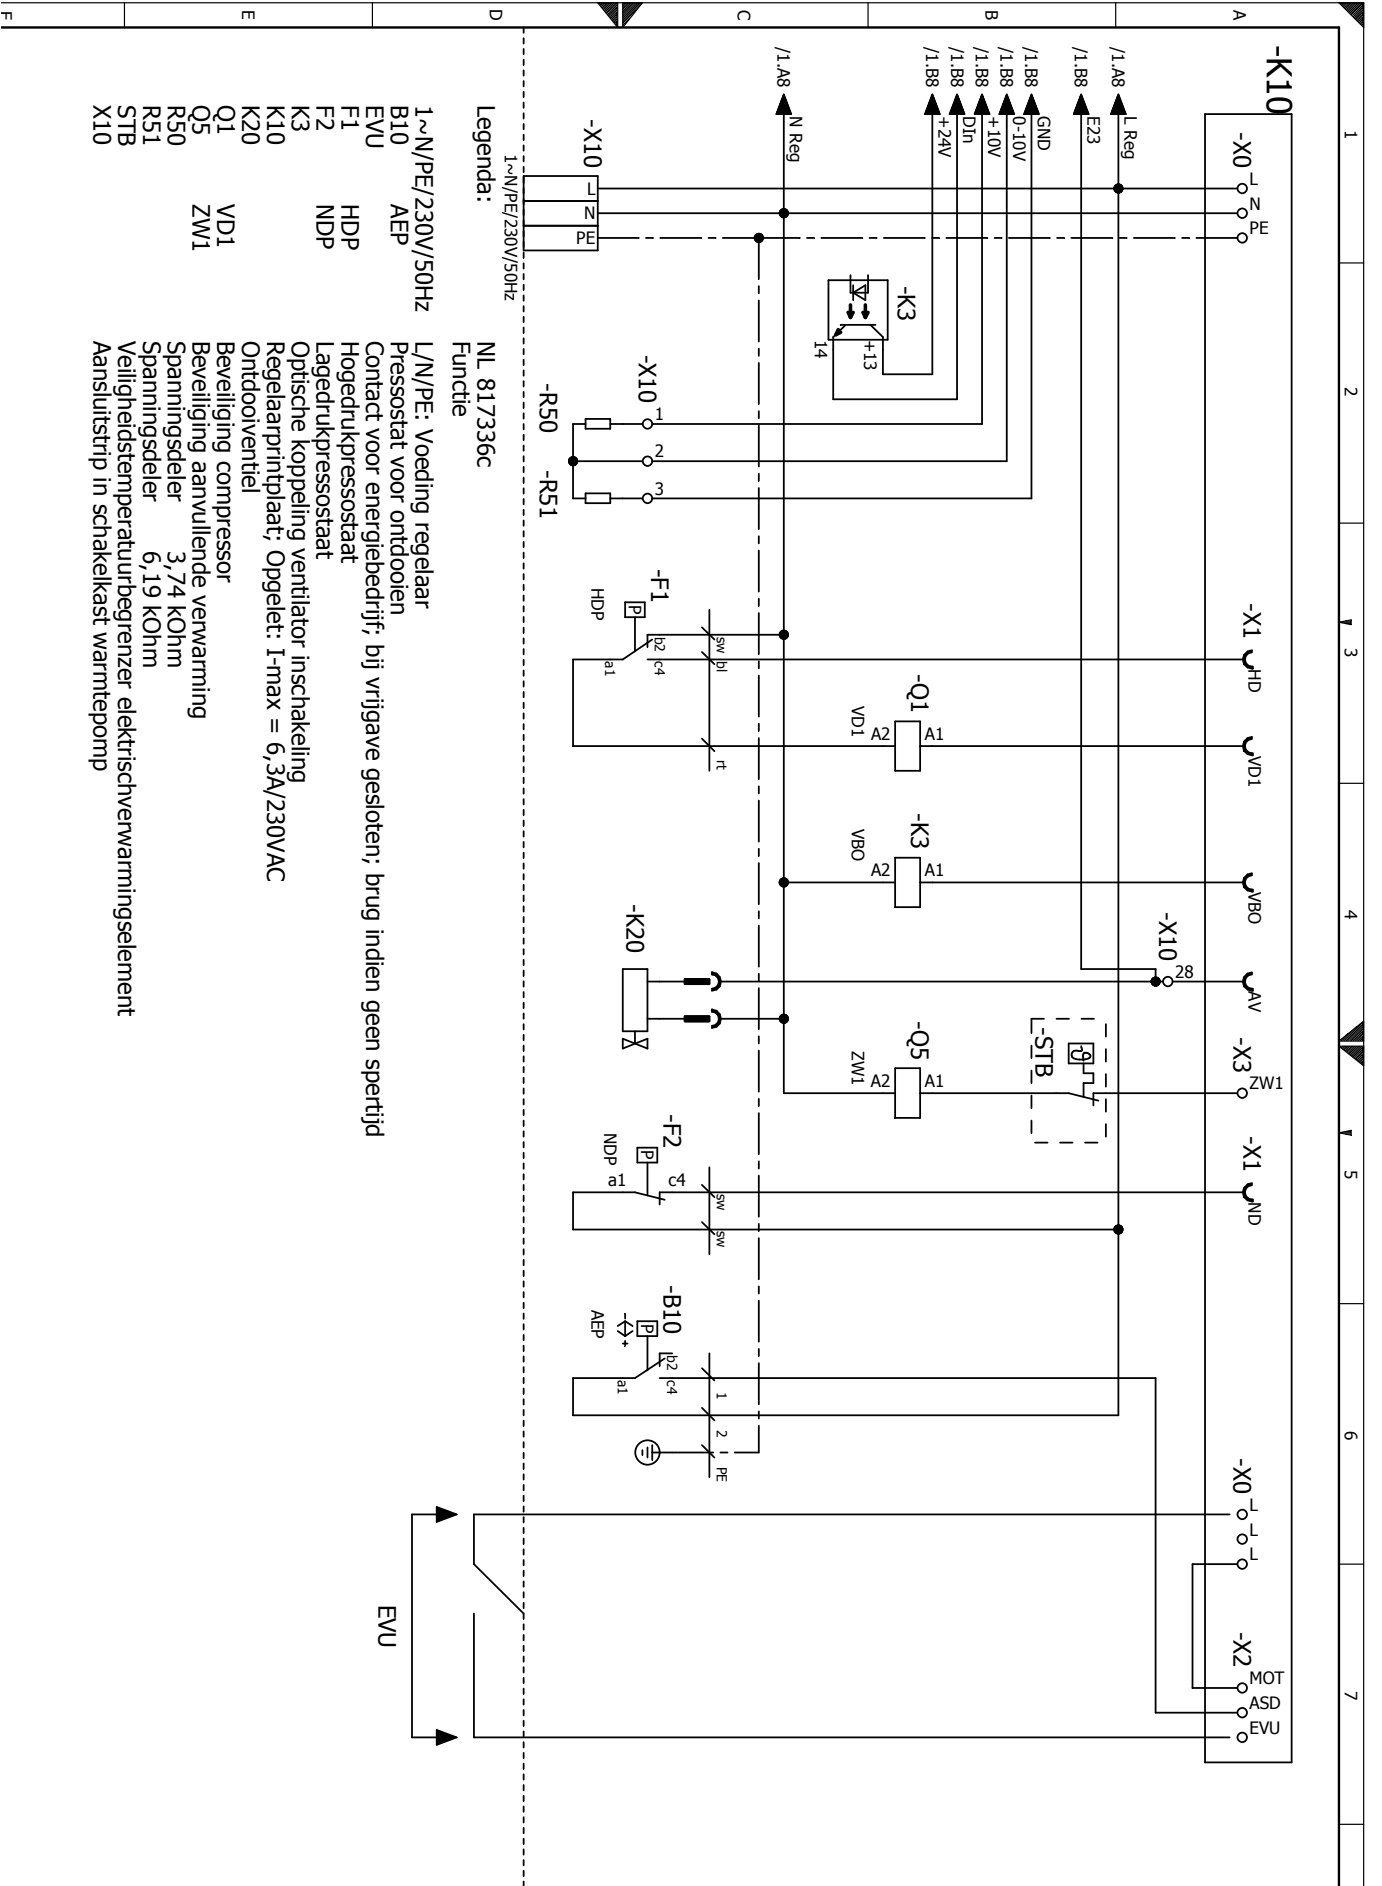 1 2 3 4 5 6 7
A
-K10
-X0 L N PE
-X1 HD VD1 VBO AV
-X3 ZW1
-X1 ND
-X0 L L L
-X2 MOT ASD EVU
/1.A8 L Reg
-X10 28
/1.B8 E23
-STB
B
/1.B8 GND
/1.B8 0-10V
/1.B8 +10V
/1.B8 DIn
/1.B8 +24V
-K3 +13 14
-Q1 A1 A2 VD1
-K3 A1 A2 VBO
-Q5 A1 A2 ZW1
C
/1.A8 N Reg
sw bl rt
sw sw
1 2 PE
-X10 1 2 3
-F1 P HDP b2 c4 a1
-K20
-F2 P NDP a1 c4
-B10 P - + AEP b2 c4 a1
-X10 L N PE
1~N/PE/230V/50Hz
-R50 -R51
D
EVU
Legenda:
NL 817336c
Functie
1~N/PE/230V/50Hz L/N/PE: Voeding regelaar
B10 AEP Pressostat voor ontdooien
EVU Contact voor energiebedrijf; bij vrijgave gesloten; brug indien geen spertijd
F1 HDP Hogedrukpressostaat
F2 NDP Lagedrukpressostaat
K3 Optische koppeling ventilator inschakeling
K10 Regelaarprintplaat; Opgelet: I-max = 6,3A/230VAC
K20 Ontdooiventiel
Q1 VD1 Beveiliging compressor
Q5 ZW1 Beveiliging aanvullende verwarming
R50 Spanningsdeler 3,74 kOhm
R51 Spanningsdeler 6,19 kOhm
STB Veiligheidstemperatuurbegrenzer elektrischverwarmingselement
X10 Aansluitstrip in schakelkast warmtepomp
E
F